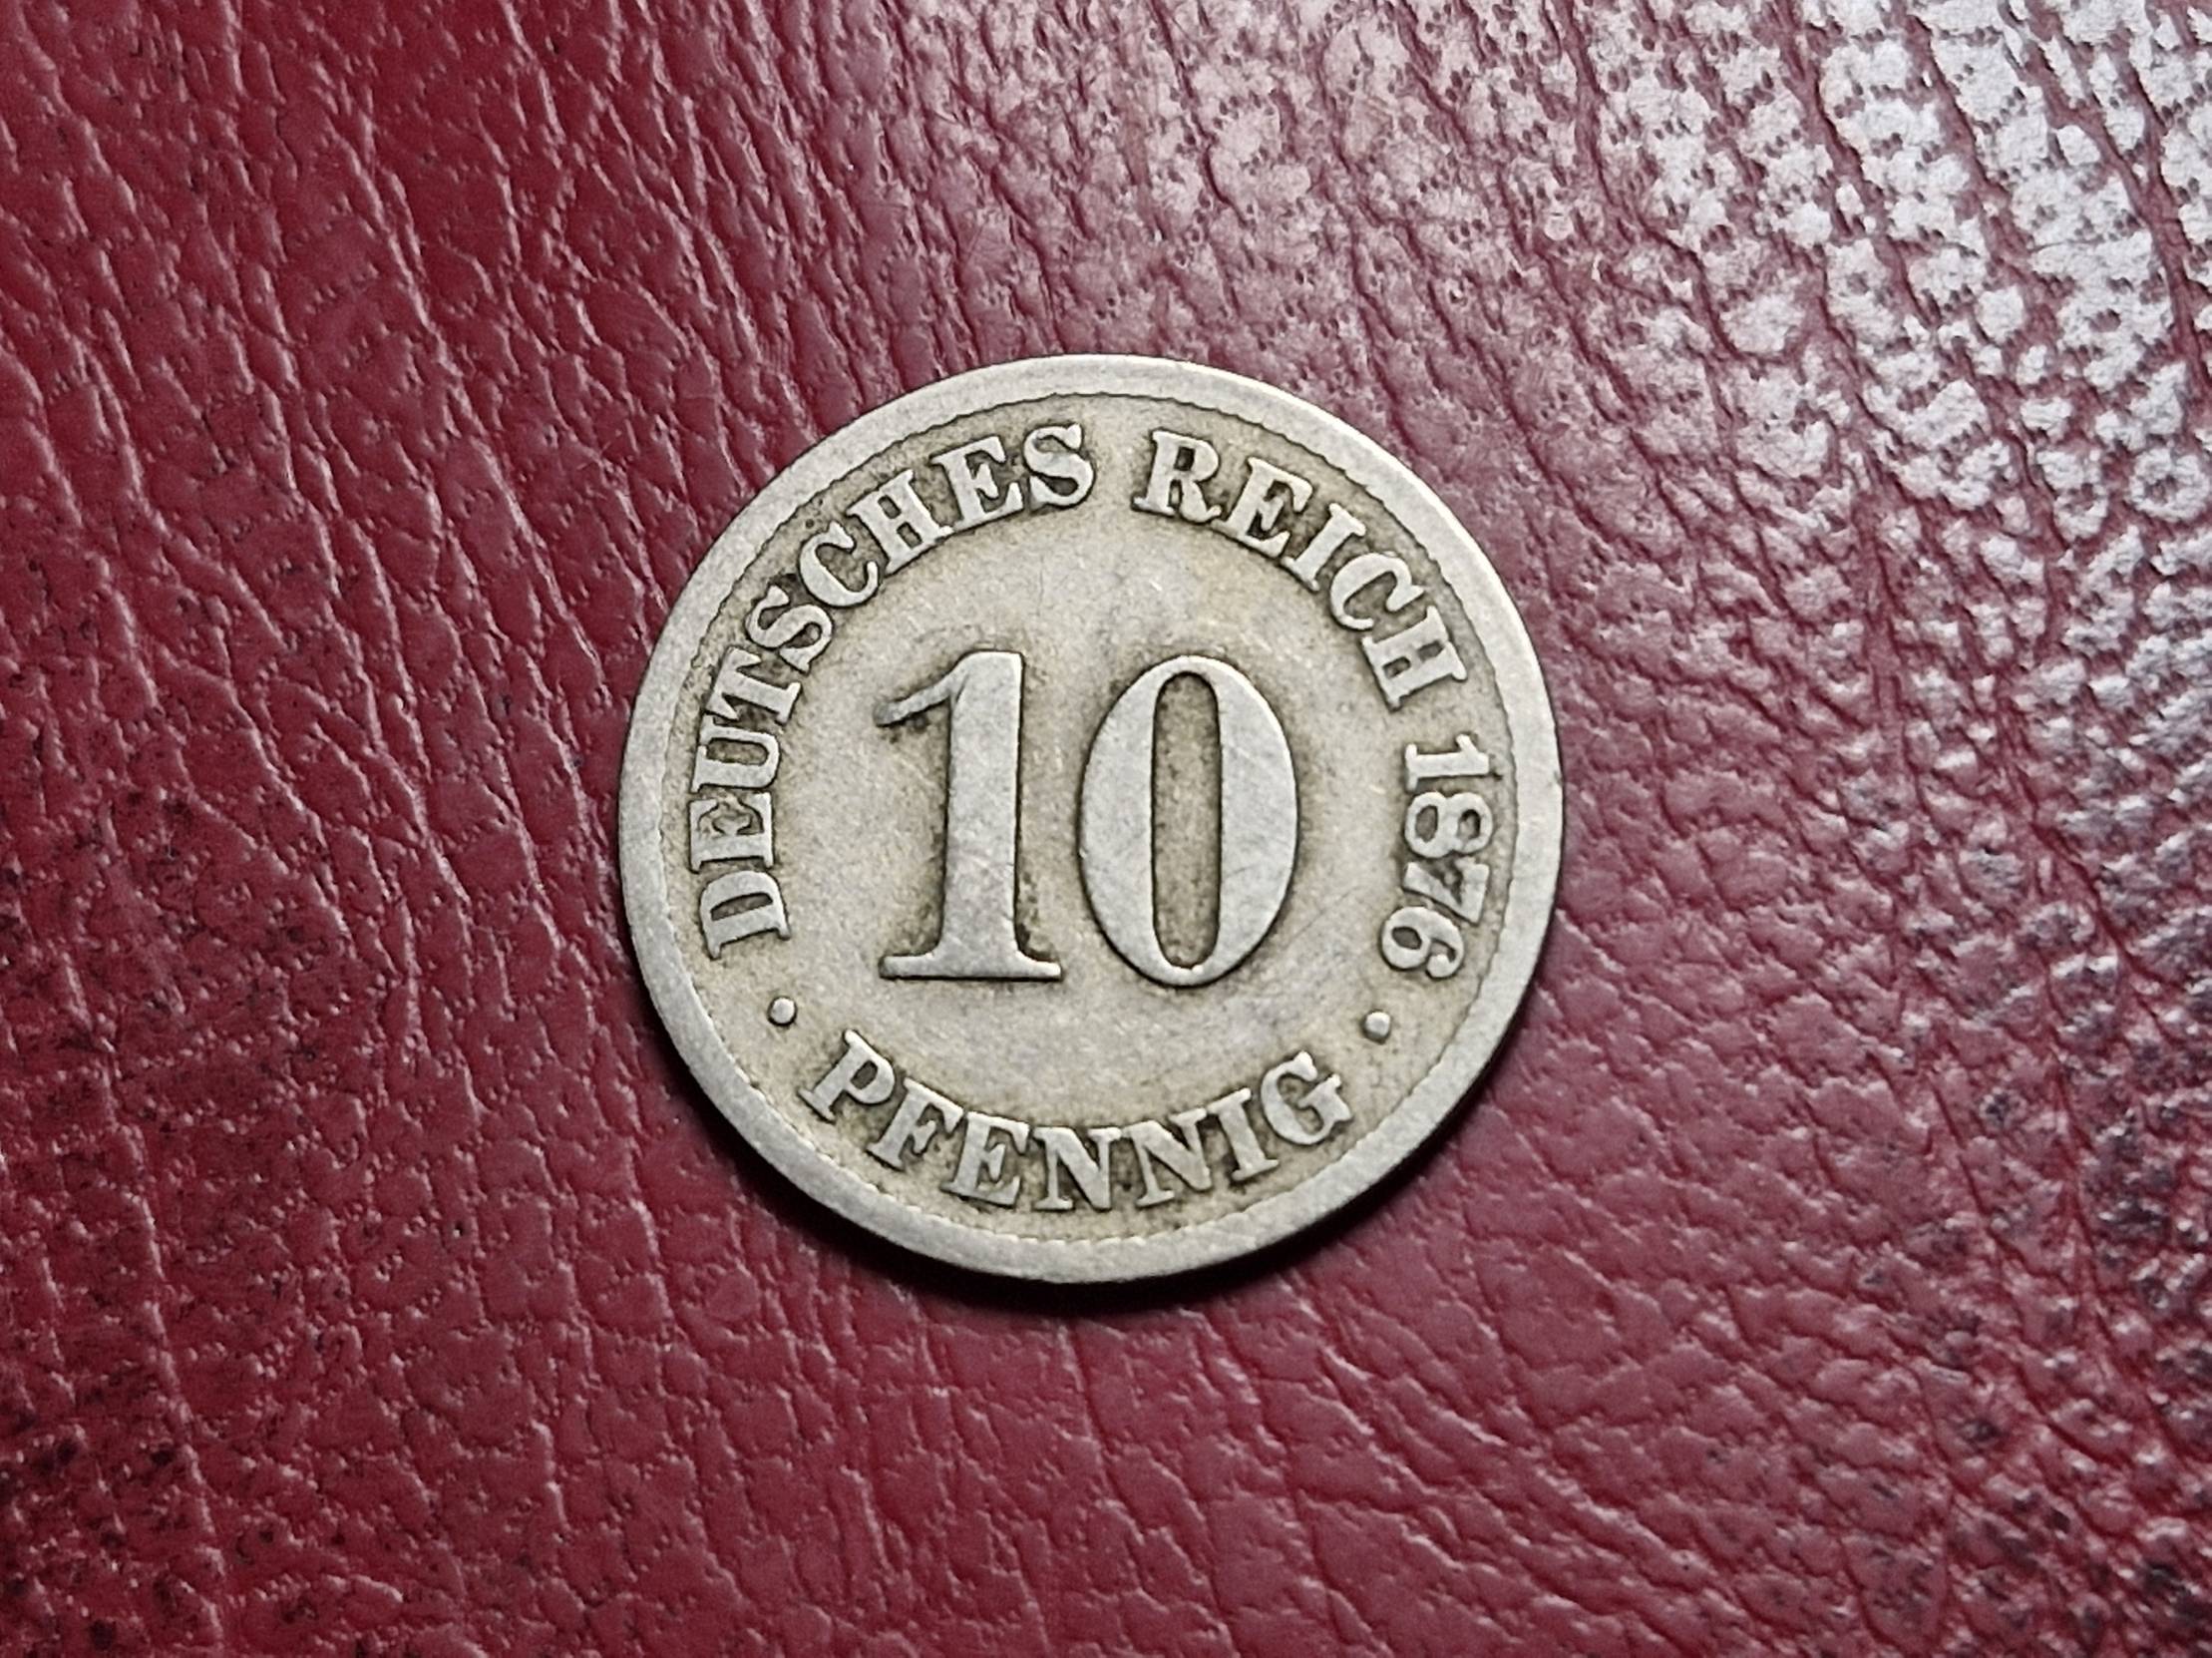 DEUTSCHES REICH 1876
10
· PFENNIG ·